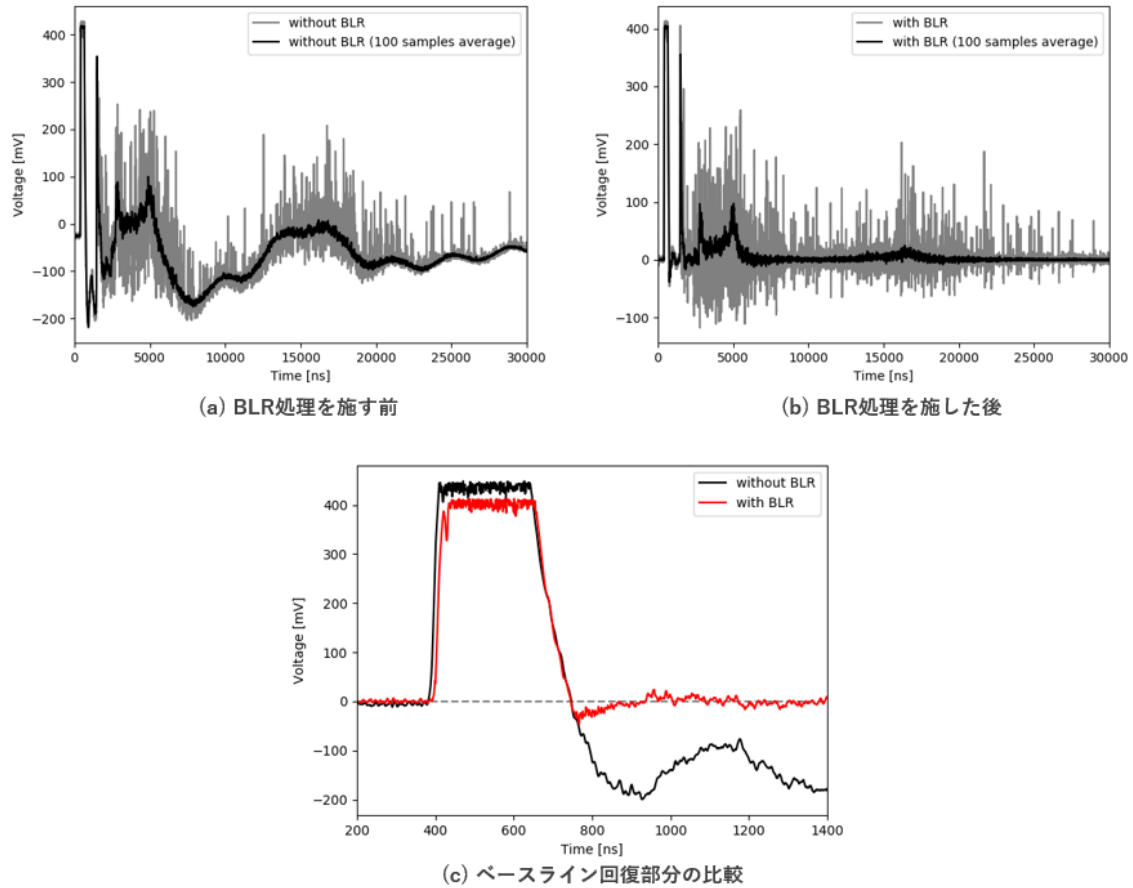 without BLR
without BLR (100 samples average)
400
300
200
100
0
−100
−200
Voltage [mV]
0
5000
10000
15000
20000
25000
30000
Time [ns]
(a) BLR処理を施す前
with BLR
with BLR (100 samples average)
400
300
200
100
0
−100
Voltage [mV]
0
5000
10000
15000
20000
25000
30000
Time [ns]
(b) BLR処理を施した後
without BLR
with BLR
400
300
200
100
0
−100
−200
Voltage [mV]
200
400
600
800
1000
1200
1400
Time [ns]
(c) ベースライン回復部分の比較